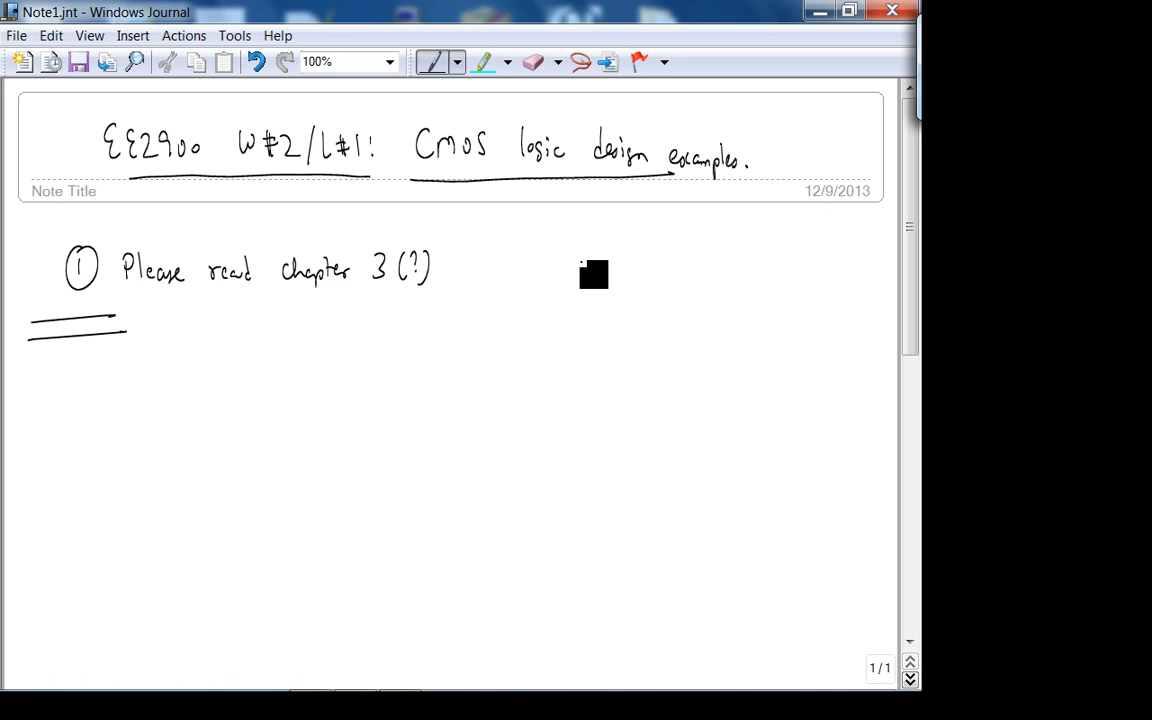 Note1.jnt - Windows Journal
File Edit View Insert Actions Tools Help
100%
EE2900 W#2/L#1: CMOS logic design examples.
Note Title 12/9/2013
① Please read chapter 3 (?)
1 / 1